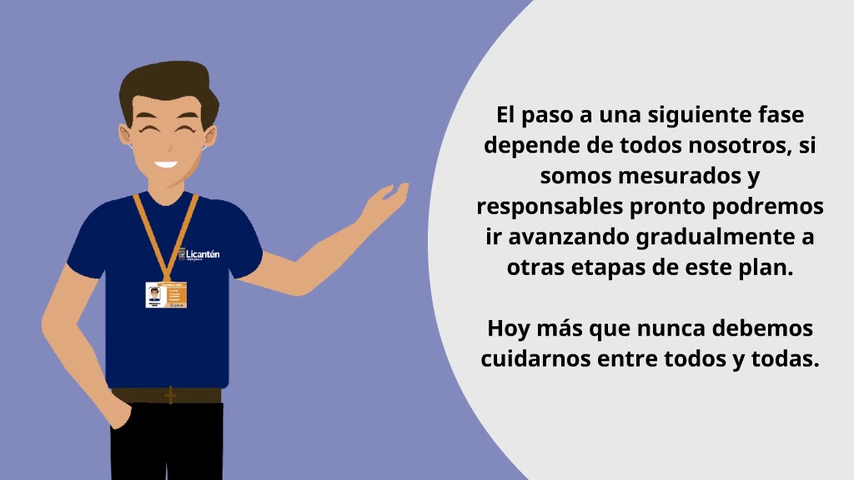 El paso a una siguiente fase
depende de todos nosotros, si
somos mesurados y
responsables pronto podremos
ir avanzando gradualmente a
otras etapas de este plan.
Hoy más que nunca debemos
cuidarnos entre todos y todas.
Licantén